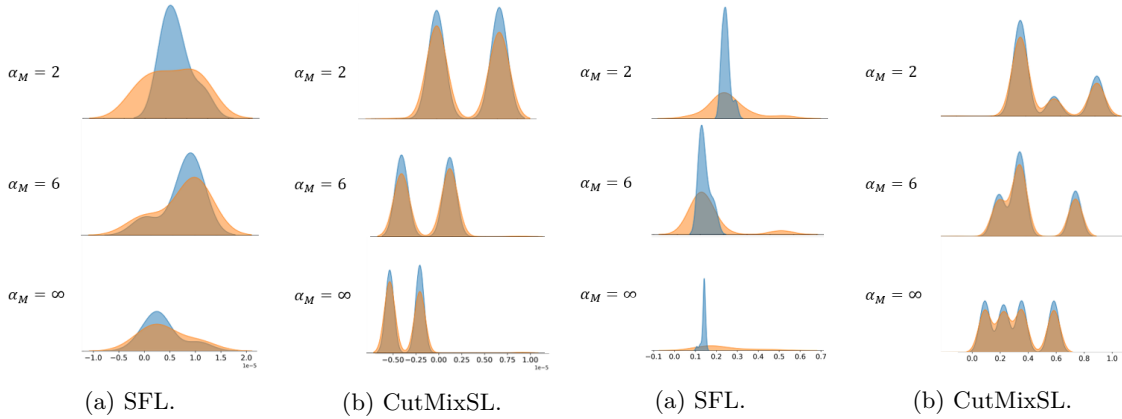 α_M = 2 α_M = 2 α_M = 2 α_M = 2
α_M = 6 α_M = 6 α_M = 6 α_M = 6
α_M = ∞ α_M = ∞ α_M = ∞ α_M = ∞
−1.0 0.0 0.5 1.0 1.5 2.0 −0.50 −0.25 0.00 0.25 0.50 0.75 1.00 −0.1 0.0 0.1 0.2 0.3 0.4 0.5 0.6 0.7 0.0 0.2 0.4 0.6 0.8 1.0
1e−5 1e−5
(a) SFL. (b) CutMixSL. (a) SFL. (b) CutMixSL.